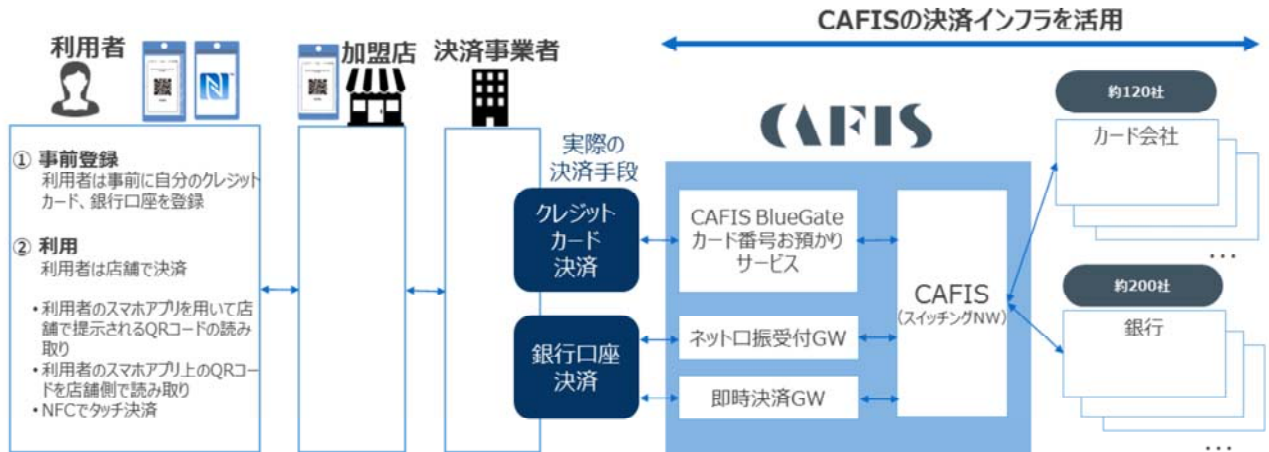 CAFISの決済インフラを活用
利用者
加盟店
決済事業者
① 事前登録
利用者は事前に自分のクレジット
カード、銀行口座を登録
② 利用
利用者は店舗で決済
・利用者のスマホアプリを用いて店
舗で提示されるQRコードの読み
取り
・利用者のスマホアプリ上のQRコー
ドを店舗側で読み取り
・NFCでタッチ決済
実際の
決済手段
クレジット
カード
決済
銀行口座
決済
CAFIS
CAFIS BlueGate
カード番号お預かり
サービス
ネット口振受付GW
即時決済GW
CAFIS
(スイッチングNW)
約120社
カード会社
...
約200社
銀行
...